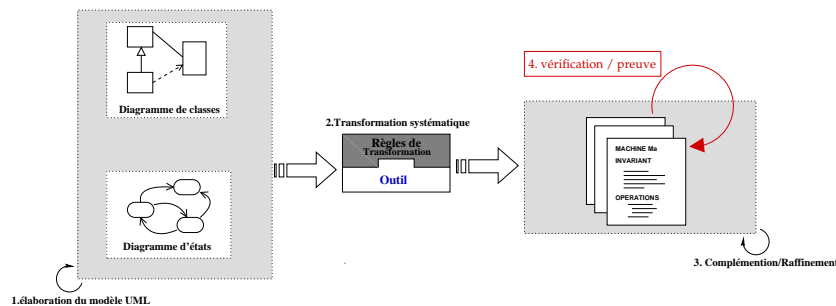 Diagramme de classes
Diagramme d'états
1.élaboration du modèle UML
2.Transformation systématique
Règles de
Transformation
Outil
4. vérification / preuve
MACHINE Ma
INVARIANT
OPERATIONS
3. Complémention/Raffinement